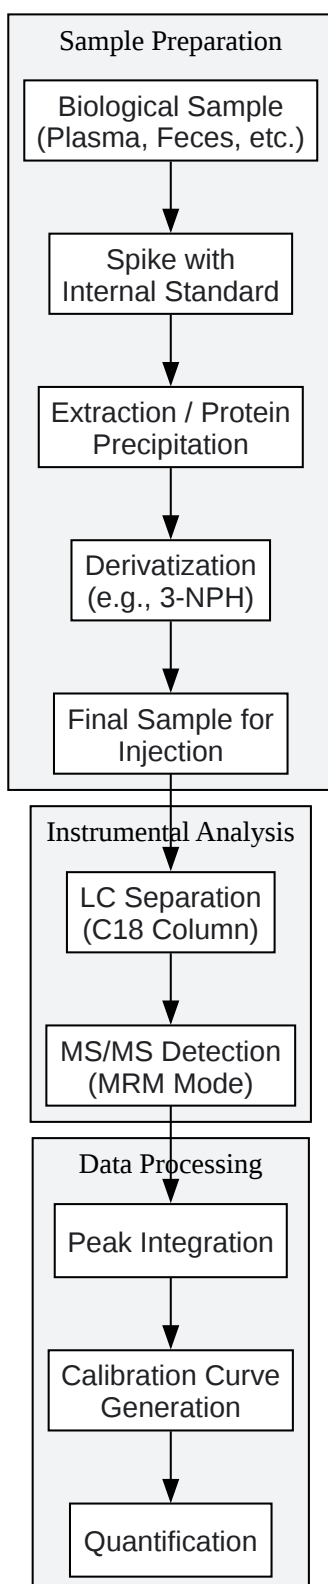 Sample Preparation
Biological Sample
(Plasma, Feces, etc.)
Spike with
Internal Standard
Extraction / Protein
Precipitation
Derivatization
(e.g., 3-NPH)
Final Sample for
Injection
Instrumental Analysis
LC Separation
(C18 Column)
MS/MS Detection
(MRM Mode)
Data Processing
Peak Integration
Calibration Curve
Generation
Quantification